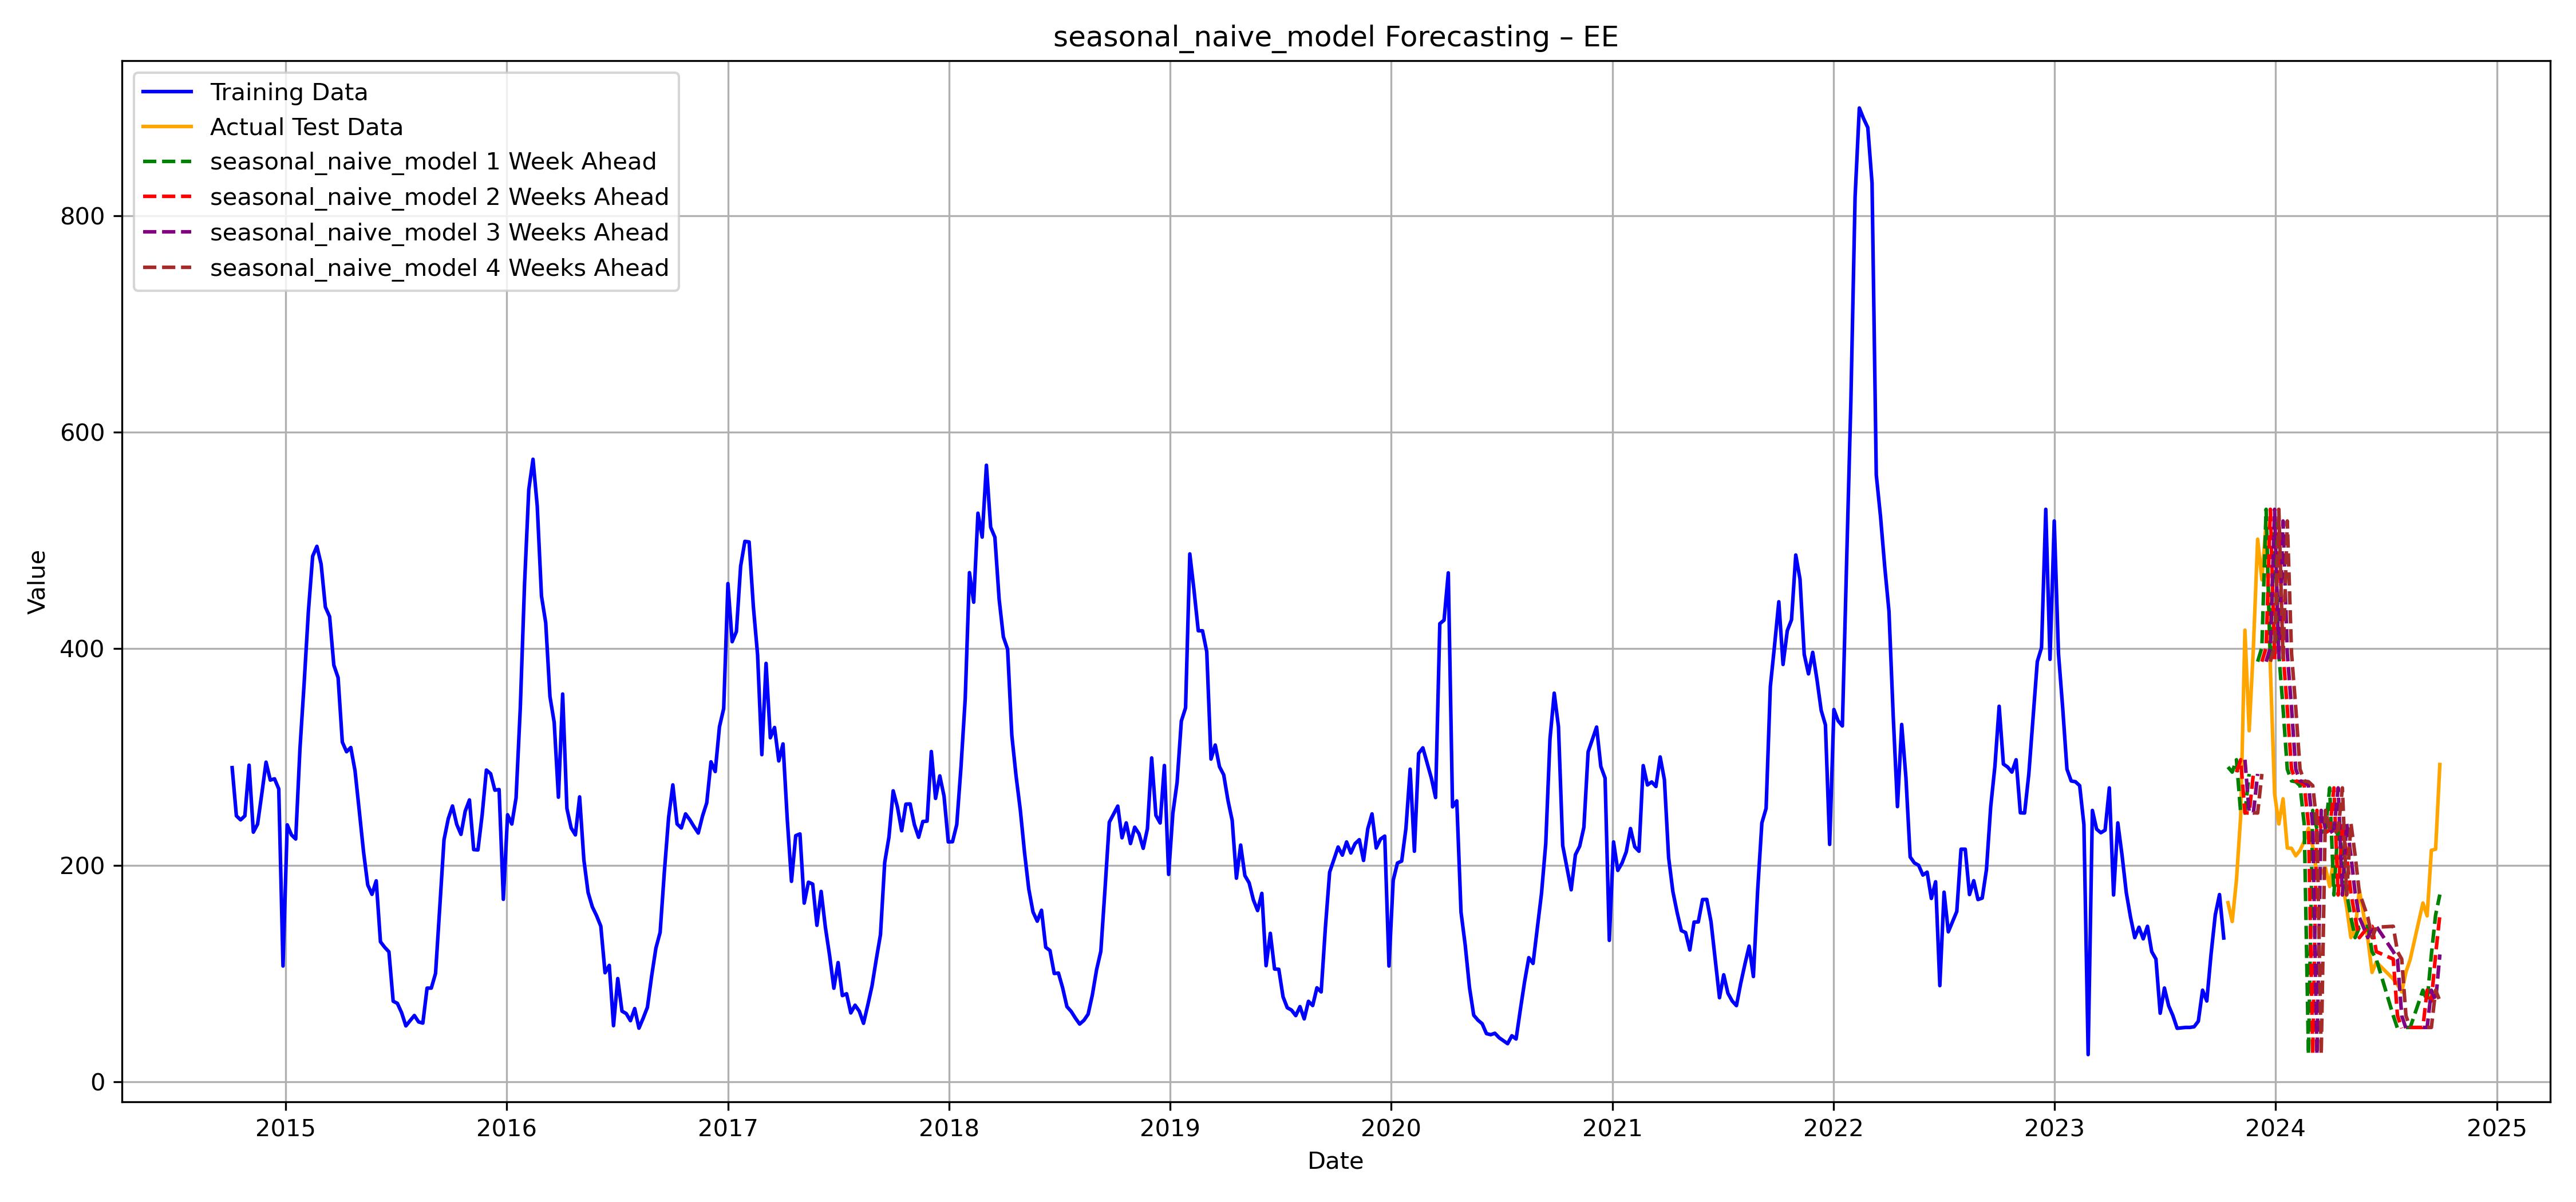 seasonal_naive_model Forecasting – EE
Training Data
Actual Test Data
seasonal_naive_model 1 Week Ahead
seasonal_naive_model 2 Weeks Ahead
seasonal_naive_model 3 Weeks Ahead
seasonal_naive_model 4 Weeks Ahead
800
600
400
200
0
Value
2015 2016 2017 2018 2019 2020 2021 2022 2023 2024 2025
Date